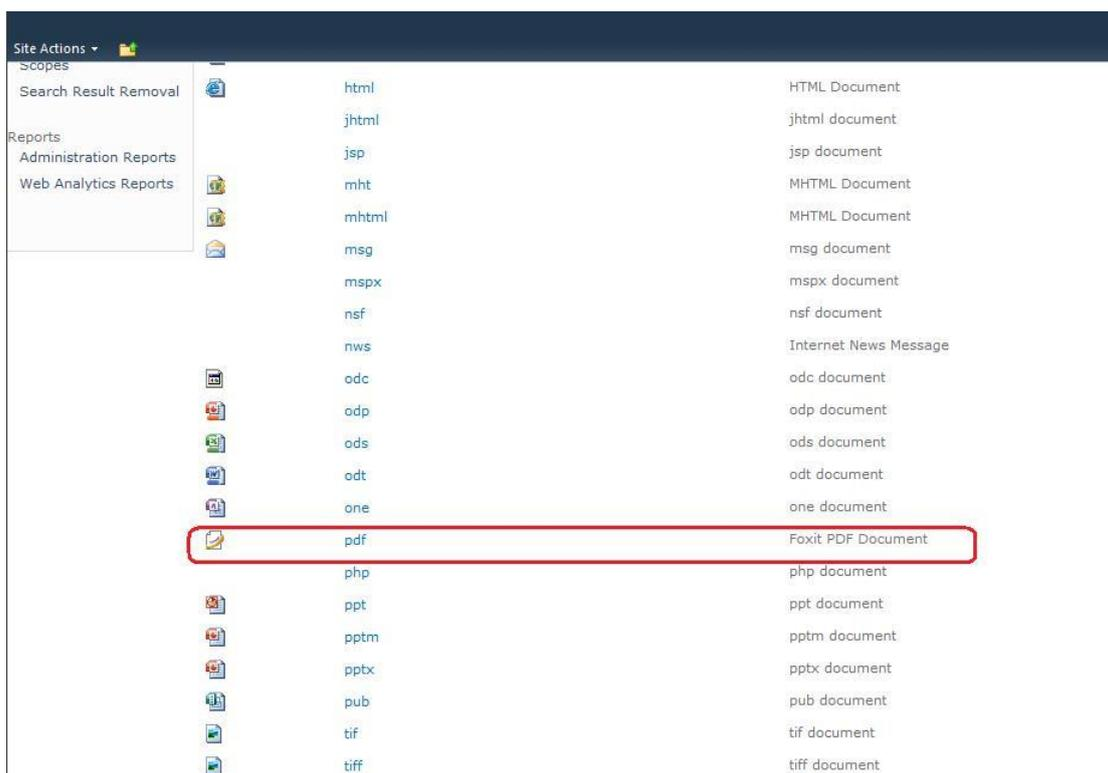 Site Actions
Scopes
Search Result Removal
Reports
Administration Reports
Web Analytics Reports
html HTML Document
jhtml jhtml document
jsp jsp document
mht MHTML Document
mhtml MHTML Document
msg msg document
mspx mspx document
nsf nsf document
nws Internet News Message
odc odc document
odp odp document
ods ods document
odt odt document
one one document
pdf Foxit PDF Document
php php document
ppt ppt document
pptm pptm document
pptx pptx document
pub pub document
tif tif document
tiff tiff document